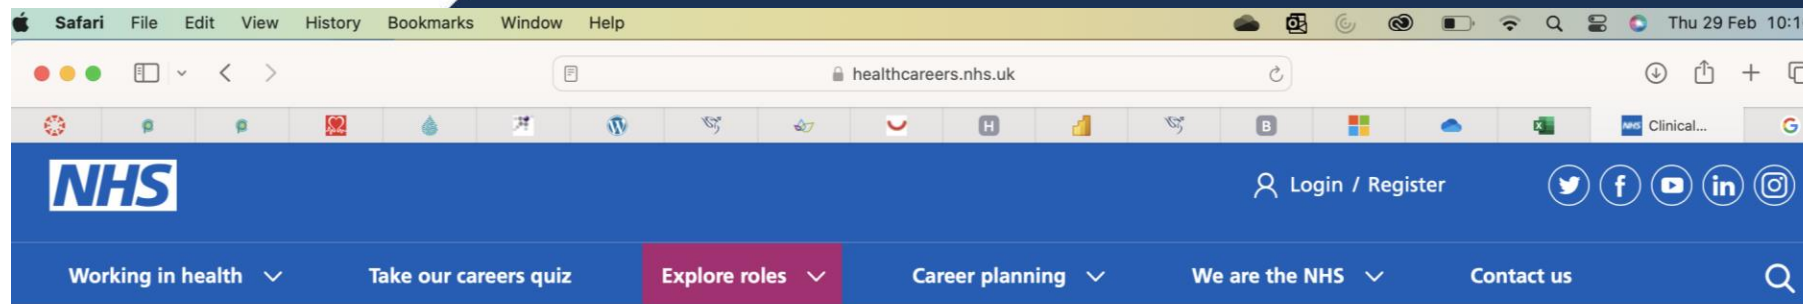 Safari File Edit View History Bookmarks Window Help Thu 29 Feb 10:1
healthcareers.nhs.uk
H B NHS Clinical...
NHS
Login / Register
Working in health Take our careers quiz Explore roles Career planning We are the NHS Contact us